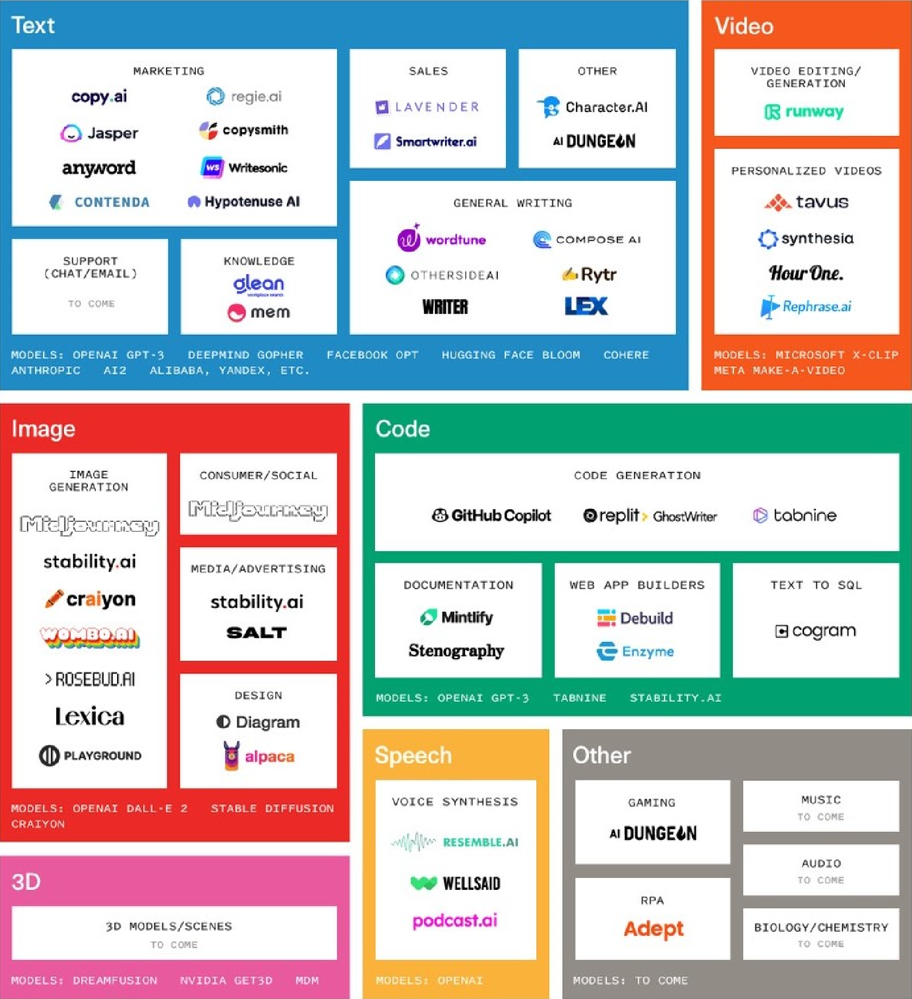 Text
MARKETING
copy.ai
regie.ai
Jasper
copysmith
anyword
WS Writesonic
CONTENDA
Hypotenuse AI
SALES
LAVENDER
Smartwriter.ai
OTHER
Character.AI
AI DUNGEON
SUPPORT
(CHAT/EMAIL)
TO COME
KNOWLEDGE
glean
workplace search
mem
GENERAL WRITING
wordtune
COMPOSE AI
OTHERSIDEAI
Rytr
WRITER
LEX
MODELS: OPENAI GPT-3 DEEPMIND GOPHER FACEBOOK OPT HUGGING FACE BLOOM COHERE
ANTHROPIC AI2 ALIBABA, YANDEX, ETC.
Video
VIDEO EDITING/
GENERATION
runway
PERSONALIZED VIDEOS
tavus
synthesia
Hour One.
Rephrase.ai
MODELS: MICROSOFT X-CLIP
META MAKE-A-VIDEO
Image
IMAGE
GENERATION
Midjourney
stability.ai
craiyon
WOMBO.AI
ROSEBUD.AI
Lexica
PLAYGROUND
CONSUMER/SOCIAL
Midjourney
MEDIA/ADVERTISING
stability.ai
SALT
DESIGN
Diagram
alpaca
MODELS: OPENAI DALL-E 2 STABLE DIFFUSION
CRAIYON
Code
CODE GENERATION
GitHub Copilot
replit GhostWriter
tabnine
DOCUMENTATION
Mintlify
Stenography
WEB APP BUILDERS
Debuild
Enzyme
TEXT TO SQL
cogram
MODELS: OPENAI GPT-3 TABNINE STABILITY.AI
3D
3D MODELS/SCENES
TO COME
MODELS: DREAMFUSION NVIDIA GET3D MDM
Speech
VOICE SYNTHESIS
RESEMBLE.AI
WELLSAID
podcast.ai
MODELS: OPENAI
Other
GAMING
AI DUNGEON
RPA
Adept
MUSIC
TO COME
AUDIO
TO COME
BIOLOGY/CHEMISTRY
TO COME
MODELS: TO COME